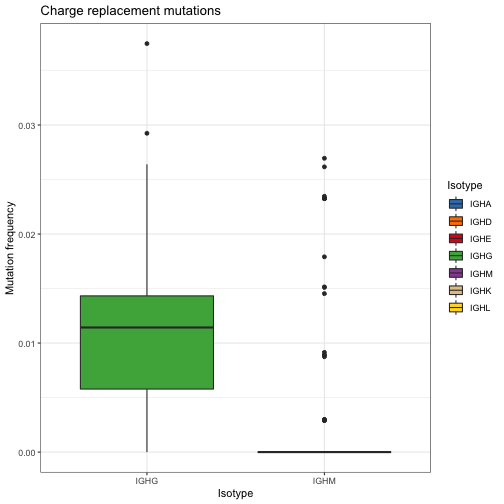 Charge replacement mutations
Mutation frequency
0.03
0.02
0.01
0.00
IGHG
IGHM
Isotype
Isotype
IGHA
IGHD
IGHE
IGHG
IGHM
IGHK
IGHL